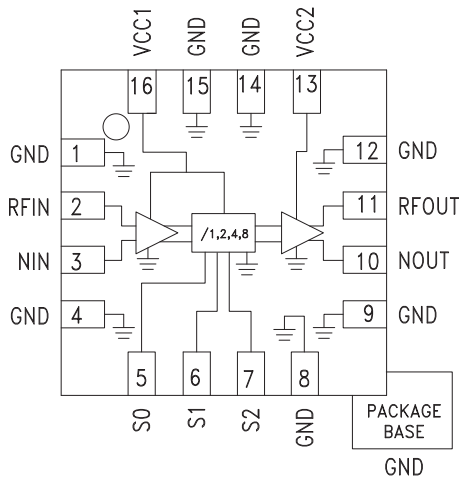 VCC1 GND GND VCC2
16 15 14 13
GND 1 12 GND
RFIN 2 11 RFOUT
/1,2,4,8
NIN 3 10 NOUT
GND 4 9 GND
5 6 7 8
S0 S1 S2 GND
PACKAGE
BASE
GND